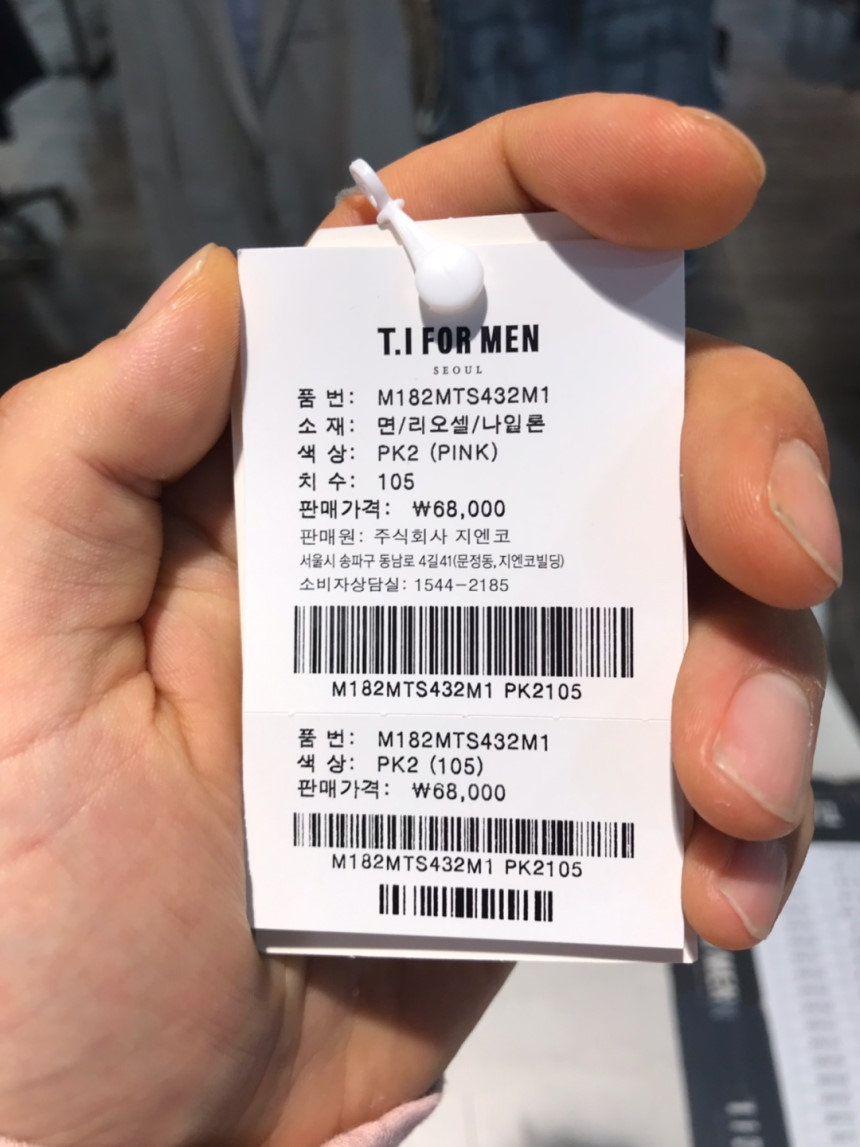 T.I FOR MEN
SEOUL
품 번: M182MTS432M1
소 재: 면/리오셀/나일론
색 상: PK2 (PINK)
치 수: 105
판매가격: ₩68,000
판매원: 주식회사 지엔코
서울시 송파구 동남로 4길41(문정동, 지엔코빌딩)
소비자상담실: 1544-2185
M182MTS432M1 PK2105
품 번: M182MTS432M1
색 상: PK2 (105)
판매가격: ₩68,000
M182MTS432M1 PK2105